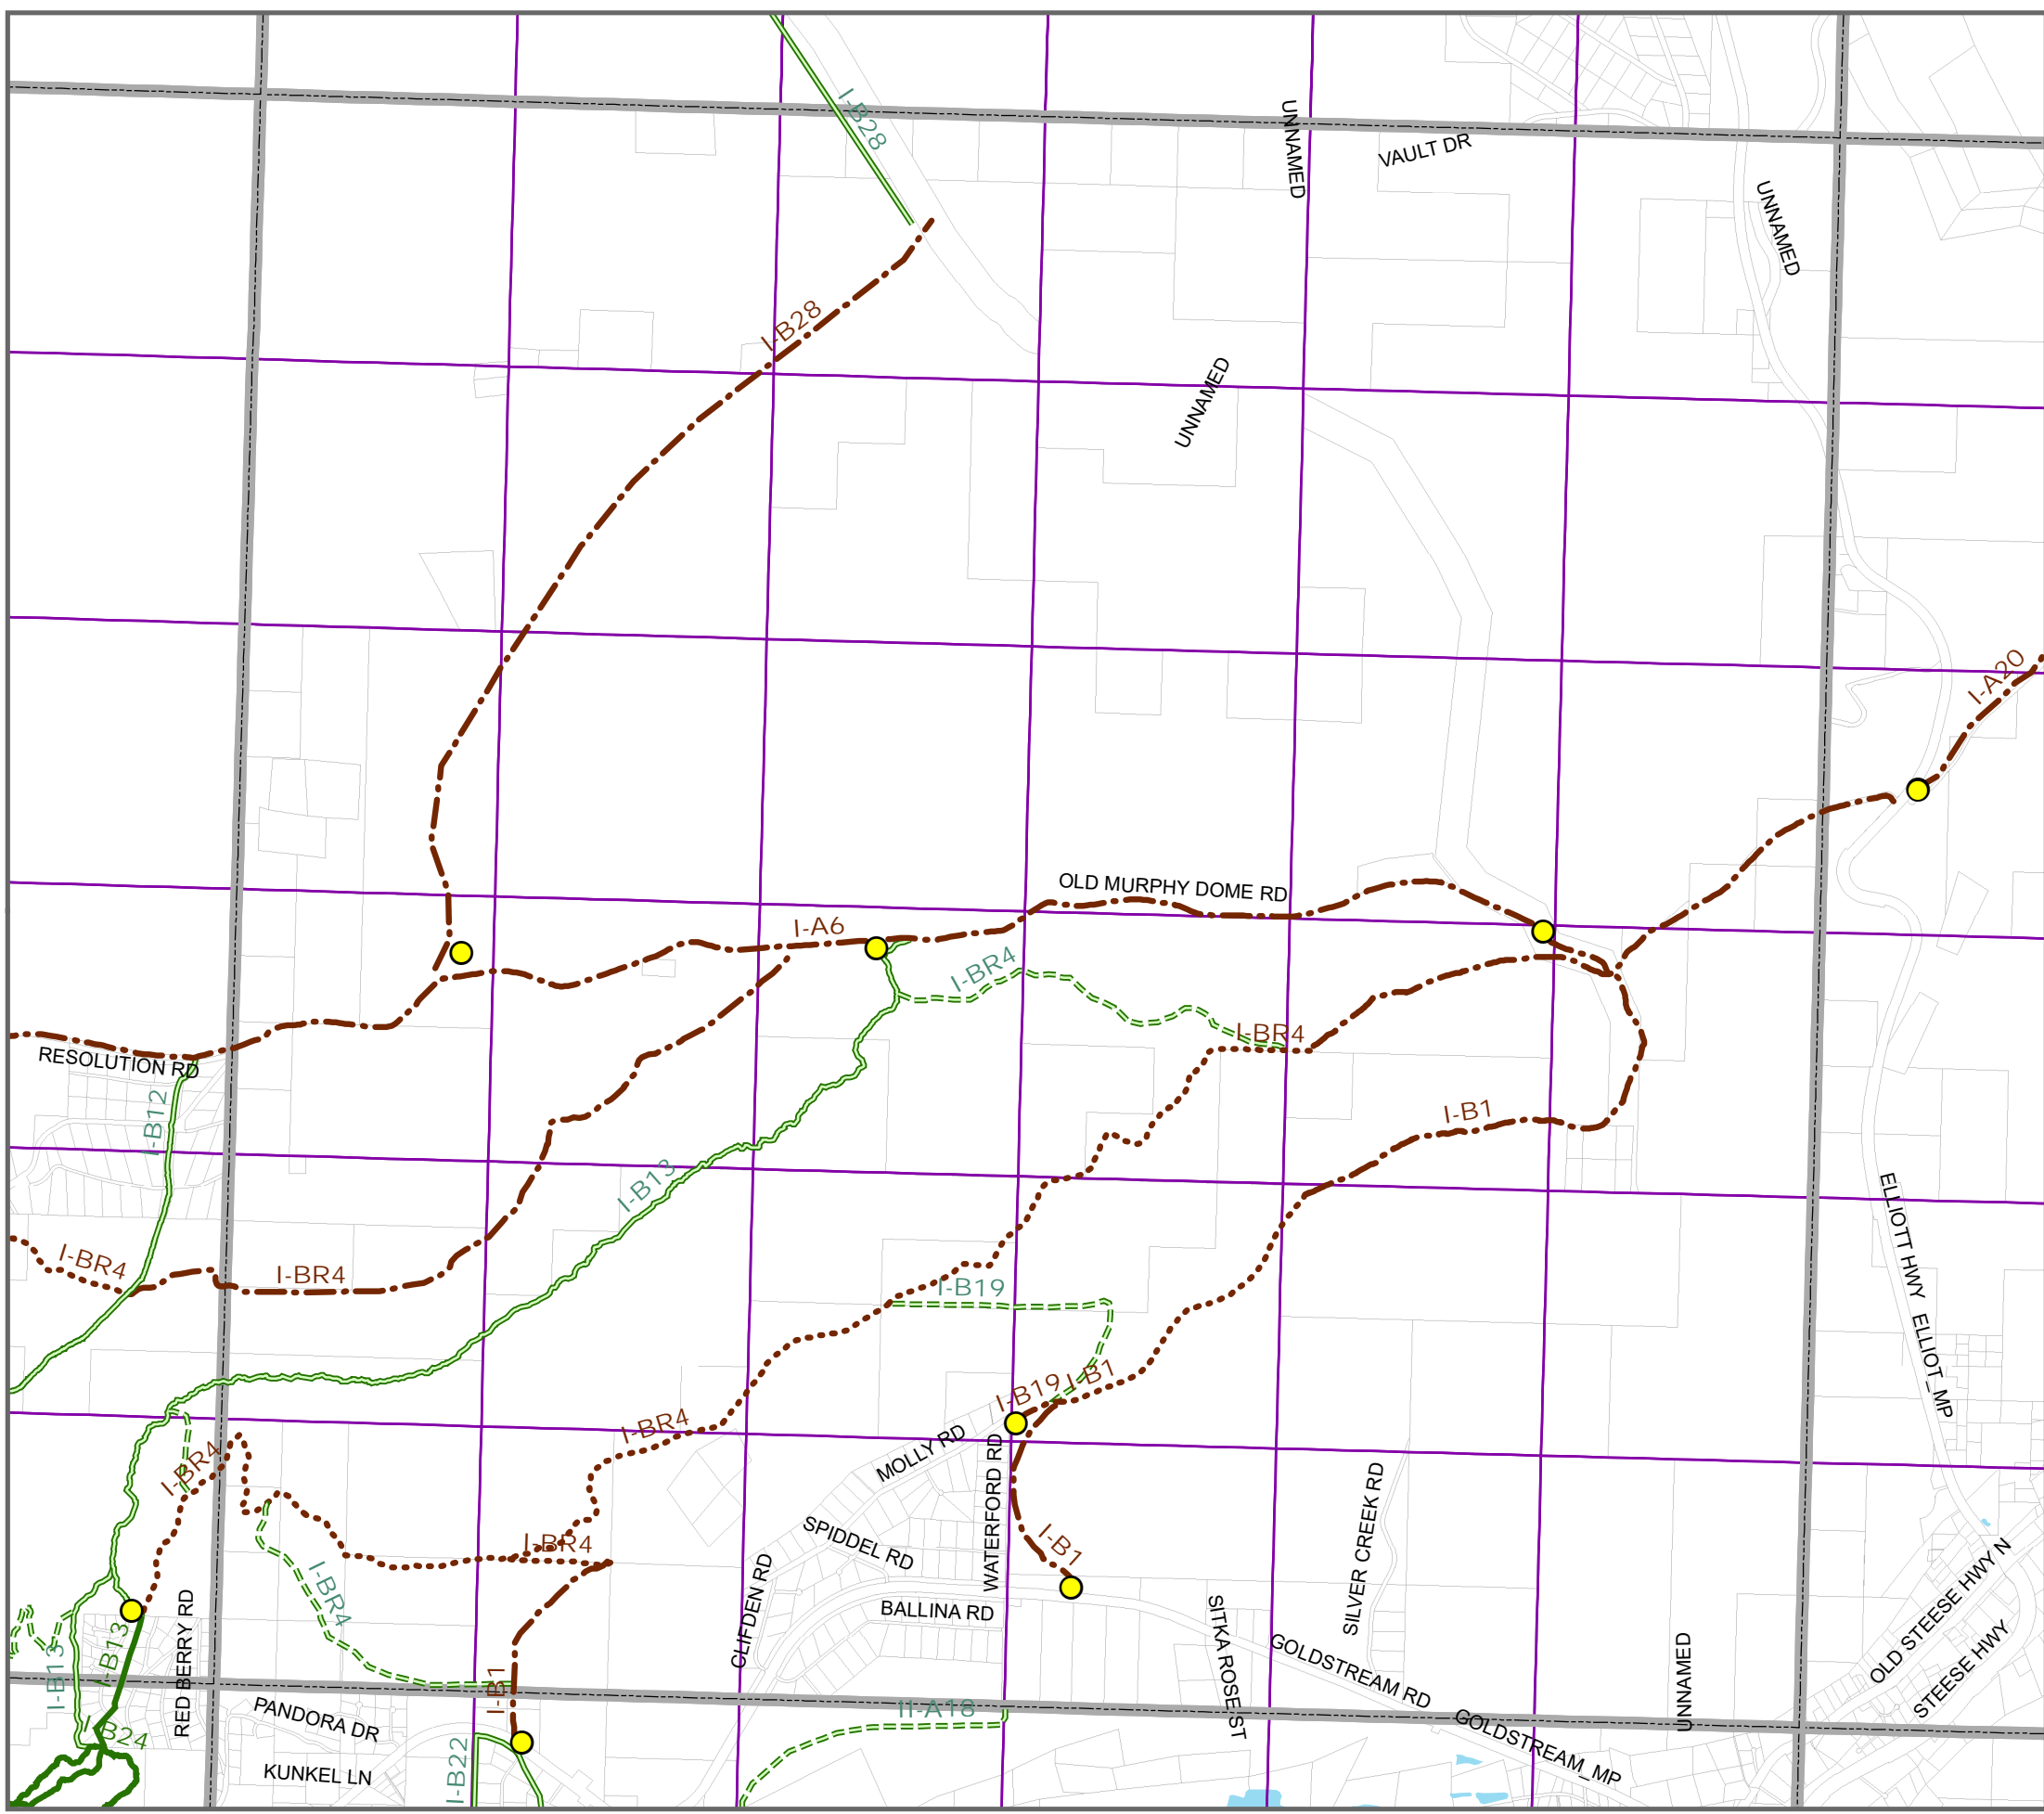 I-B28
UNNAMED
VAULT DR
UNNAMED
I-B28
UNNAMED
I-A20
OLD MURPHY DOME RD
I-A6
I-BR4
I-BR4
RESOLUTION RD
I-B12
I-B1
I-B13
I-BR4
I-BR4
I-B19
ELLIOTT HWY
ELLIOT_MP
I-B19
I-B1
I-BR4
MOLLY RD
I-BR4
WATERFORD RD
SILVER CREEK RD
SPIDDEL RD
I-BR4
I-B1
I-BR4
CLIFDEN RD
BALLINA RD
SITKA ROSE ST
OLD STEESE HWY N
RED BERRY RD
I-B13
II-B13
GOLDSTREAM RD
UNNAMED
STEESE HWY
I-B1
II-A18
PANDORA DR
I-B24
GOLDSTREAM_MP
I-B22
KUNKEL LN